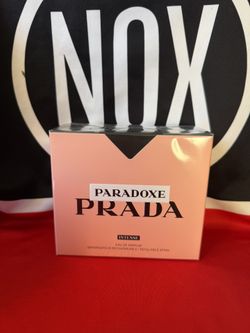 NOX
PARADOXE
PRADA
INTENSE
EAU DE PARFUM